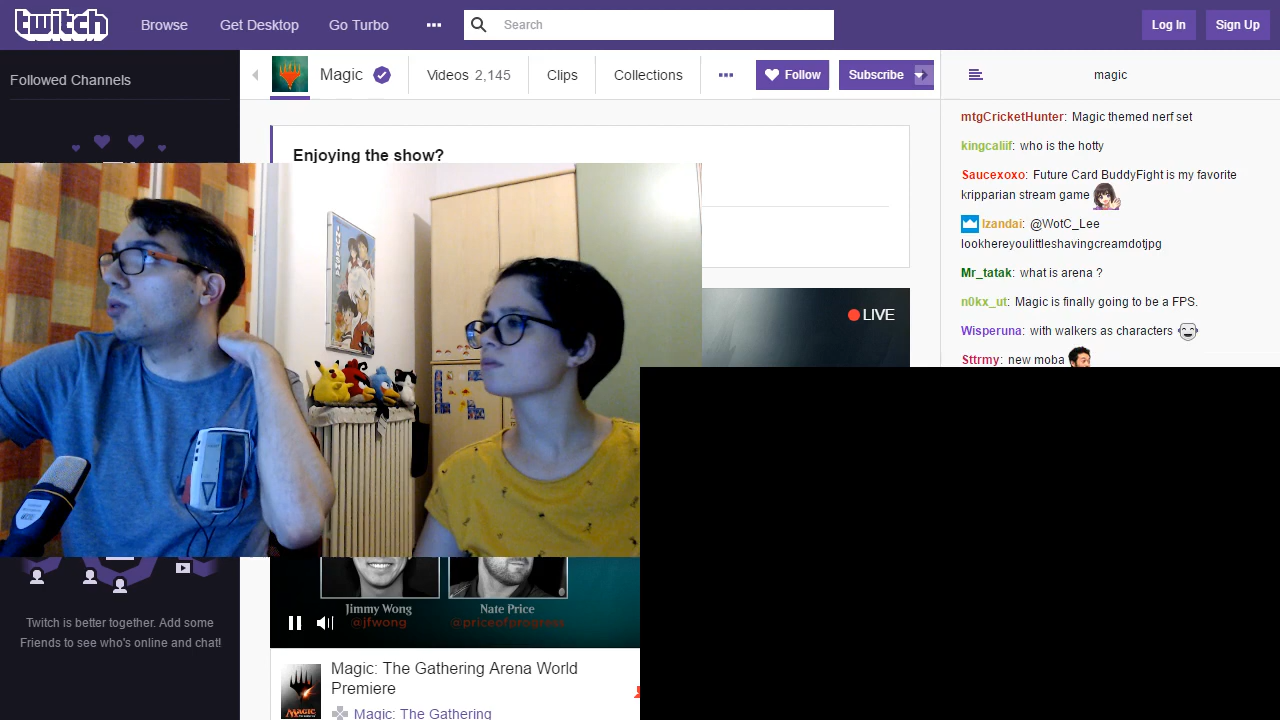 twitch
Browse
Get Desktop
Go Turbo
Search
Log In
Sign Up
Followed Channels
Magic
Videos 2,145
Clips
Collections
Follow
Subscribe
magic
Enjoying the show?
mtgCricketHunter: Magic themed nerf set
kingcaliif: who is the hotty
Saucexoxo: Future Card BuddyFight is my favorite
kripparian stream game
Izandai: @WotC_Lee
lookhereyoulittleshavingcreamdotjpg
Mr_tatak: what is arena ?
n0kx_ut: Magic is finally going to be a FPS.
Wisperuna: with walkers as characters
Sttrmy: new moba
LIVE
INUYASHA
Jimmy Wong
@jfwong
Nate Price
@priceofprogress
Twitch is better together. Add some
Friends to see who's online and chat!
Magic: The Gathering Arena World
Premiere
MAGIC
Magic: The Gathering